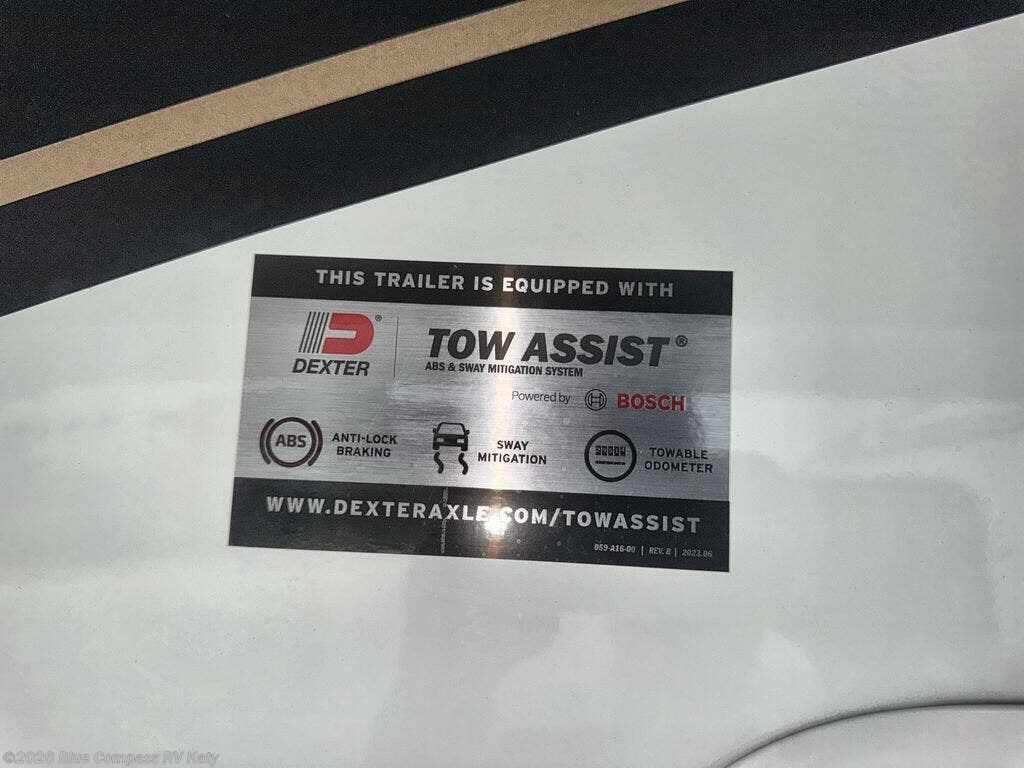 THIS TRAILER IS EQUIPPED WITH
DEXTER®
TOW ASSIST®
ABS & SWAY MITIGATION SYSTEM
Powered by BOSCH
ABS
ANTI-LOCK
BRAKING
SWAY
MITIGATION
TOWABLE
ODOMETER
WWW.DEXTERAXLE.COM/TOWASSIST
059-A16-00 | REV. 8 | 2023.06
©2026 Blue Compass RV Katy